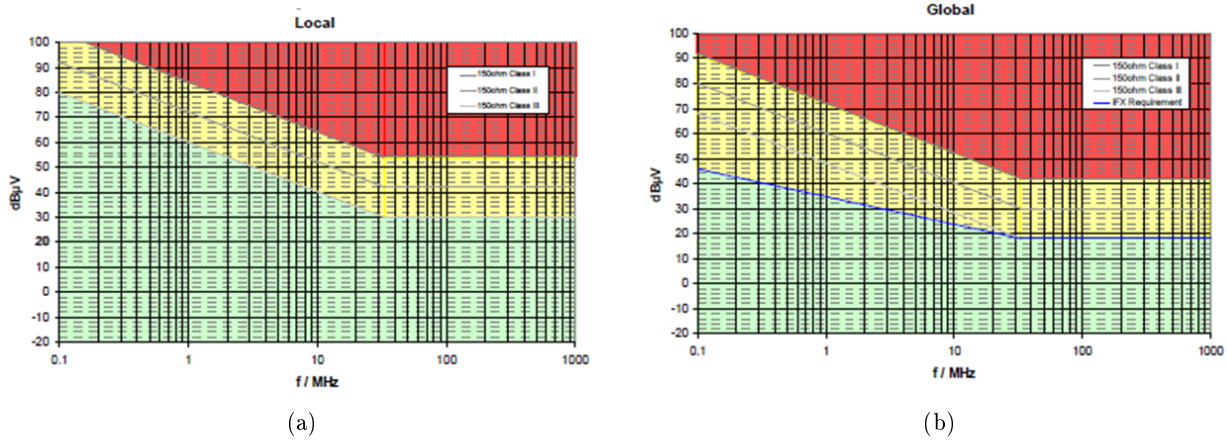 Local
100
90
80
70
60
50
40
30
20
10
0
-10
-20
dBµV
0.1 1 10 100 1000
f / MHz
150ohm Class I
150ohm Class II
150ohm Class III
(a)
Global
100
90
80
70
60
50
40
30
20
10
0
-10
-20
dBµV
0.1 1 10 100 1000
f / MHz
150ohm Class I
150ohm Class II
150ohm Class III
IFX Requirement
(b)